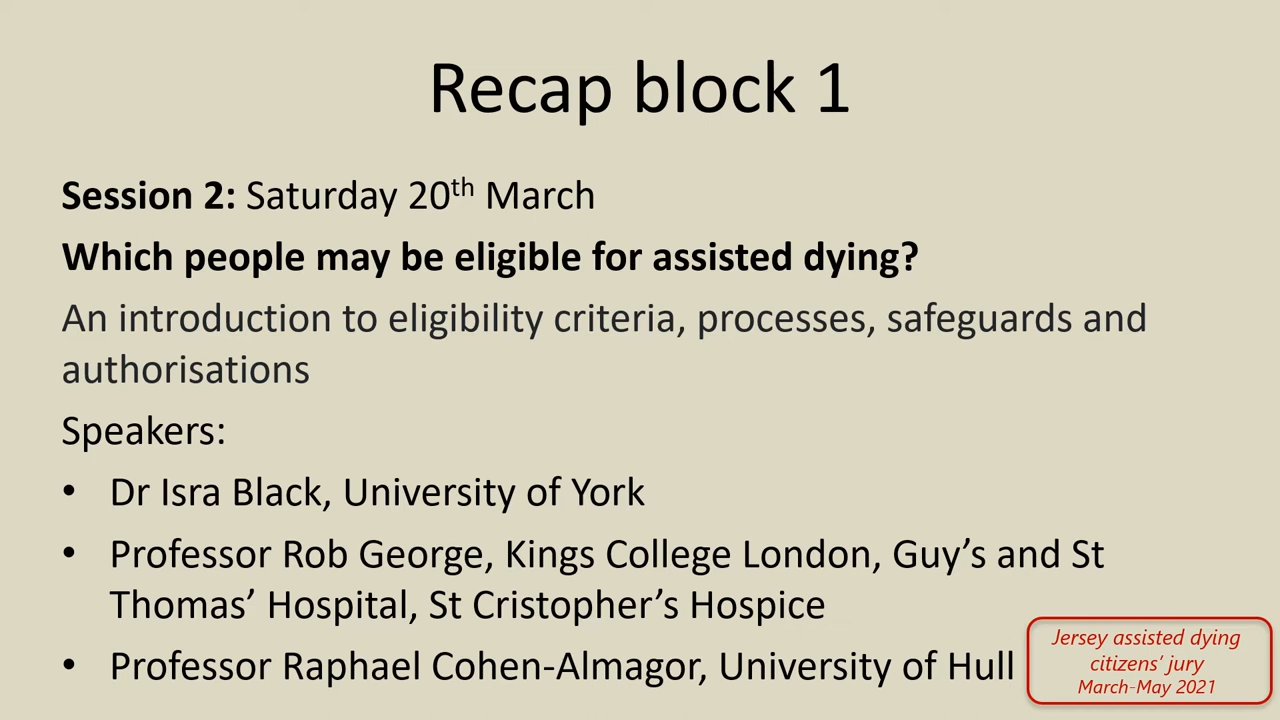 Recap block 1
Session 2: Saturday 20th March
Which people may be eligible for assisted dying?
An introduction to eligibility criteria, processes, safeguards and
authorisations
Speakers:
• Dr Isra Black, University of York
• Professor Rob George, Kings College London, Guy’s and St
Thomas’ Hospital, St Cristopher’s Hospice
• Professor Raphael Cohen-Almagor, University of Hull
Jersey assisted dying
citizens’ jury
March-May 2021